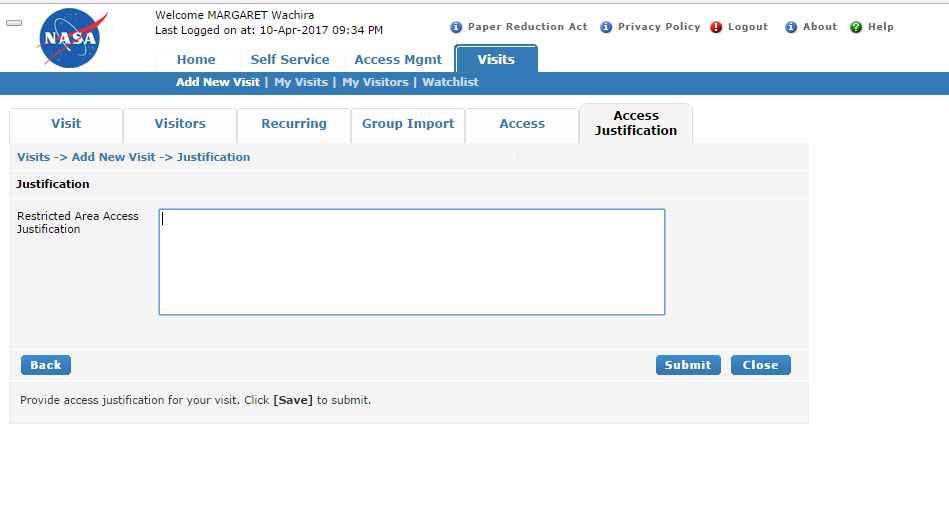 NASA
Welcome MARGARET Wachira
Last Logged on at: 10-Apr-2017 09:34 PM
Paper Reduction Act Privacy Policy Logout About Help
Home Self Service Access Mgmt Visits
Add New Visit | My Visits | My Visitors | Watchlist
Visit Visitors Recurring Group Import Access Access
Justification
Visits -> Add New Visit -> Justification
Justification
Restricted Area Access
Justification
Back Submit Close
Provide access justification for your visit. Click [Save] to submit.